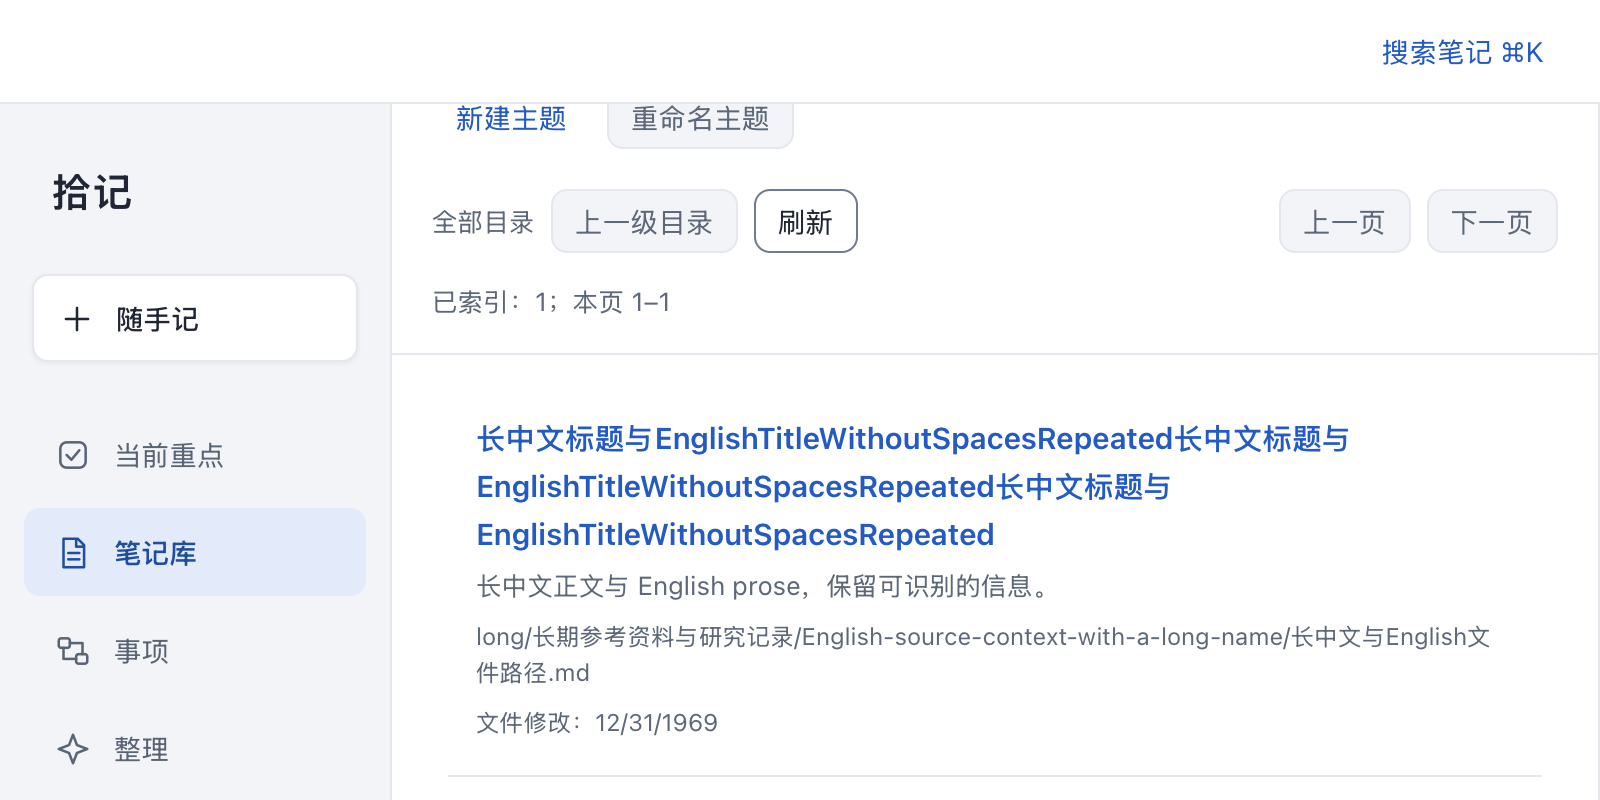 搜索笔记 ⌘K
新建主题
重命名主题
拾记
全部目录
上一级目录
刷新
上一页
下一页
已索引：1；本页 1–1
随手记
当前重点
笔记库
事项
整理
长中文标题与EnglishTitleWithoutSpacesRepeated长中文标题与
EnglishTitleWithoutSpacesRepeated长中文标题与
EnglishTitleWithoutSpacesRepeated
长中文正文与 English prose，保留可识别的信息。
long/长期参考资料与研究记录/English-source-context-with-a-long-name/长中文与English文
件路径.md
文件修改：12/31/1969